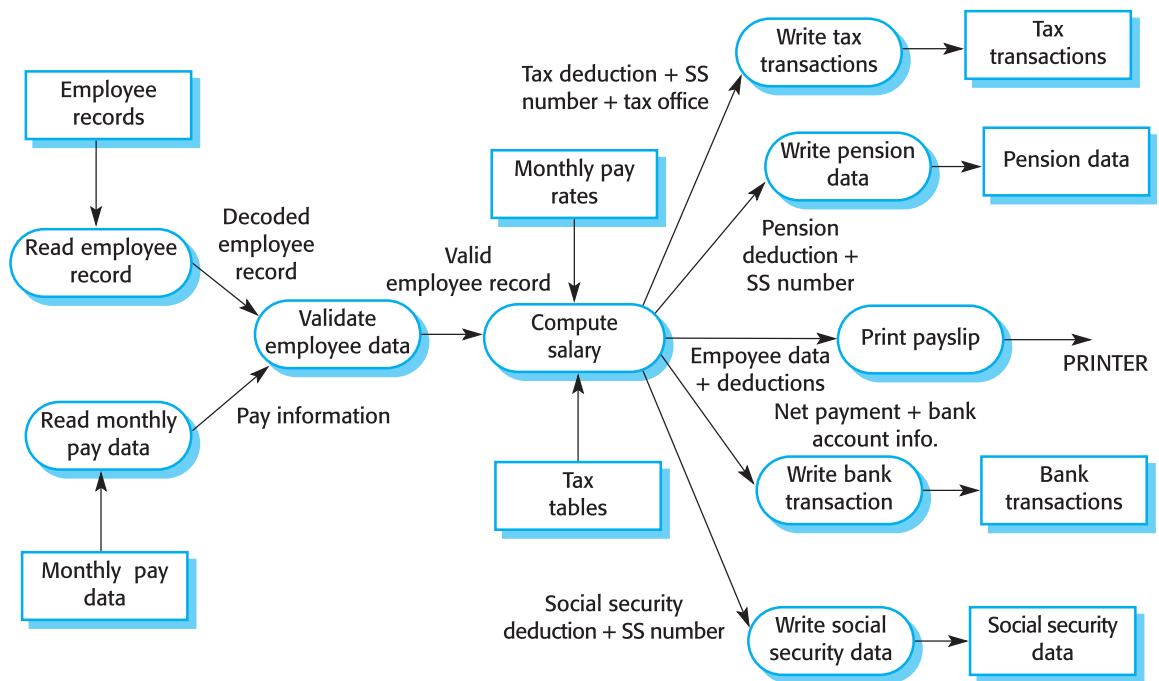 Employee
records
Read employee
record
Decoded
employee
record
Validate
employee data
Read monthly
pay data
Pay information
Monthly pay
data
Valid
employee record
Monthly pay
rates
Compute
salary
Tax
tables
Tax deduction + SS
number + tax office
Write tax
transactions
Tax
transactions
Write pension
data
Pension data
Pension
deduction +
SS number
Print payslip
PRINTER
Empoyee data
+ deductions
Net payment + bank
account info.
Write bank
transaction
Bank
transactions
Social security
deduction + SS number
Write social
security data
Social security
data